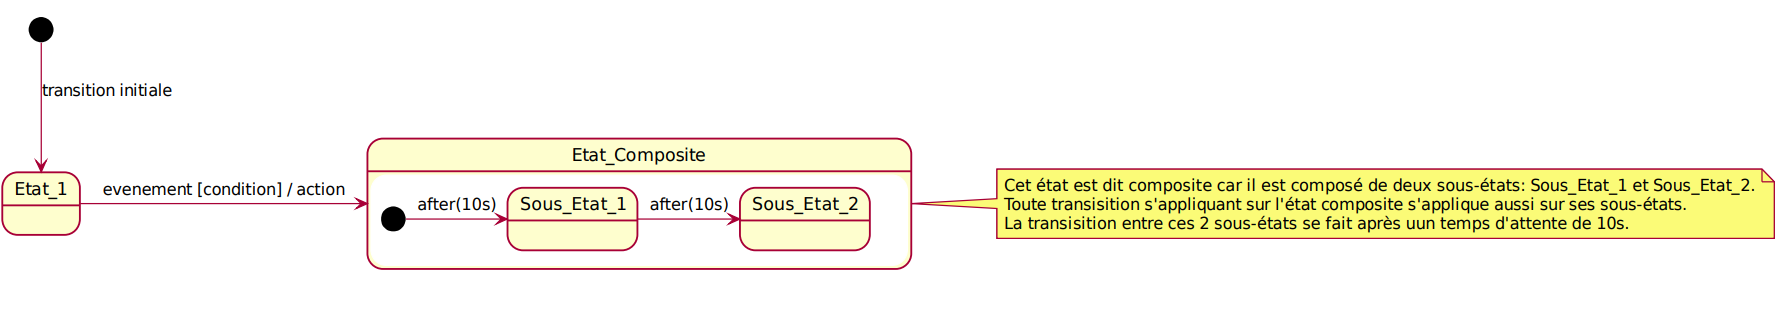 transition initiale
Etat_1
evenement [condition] / action
Etat_Composite
after(10s)
Sous_Etat_1
after(10s)
Sous_Etat_2
Cet état est dit composite car il est composé de deux sous-états: Sous_Etat_1 et Sous_Etat_2.
Toute transisition s'appliquant sur l'état composite s'applique aussi sur ses sous-états.
La transisition entre ces 2 sous-états se fait après uun temps d'attente de 10s.